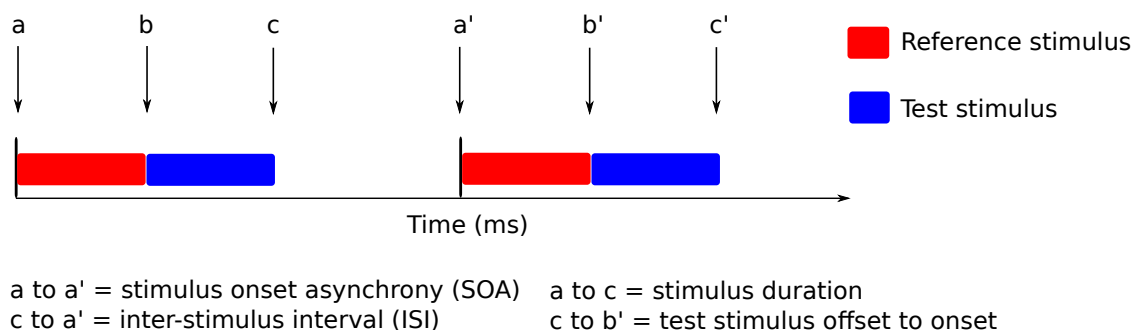 a b c a' b' c'
Reference stimulus
Test stimulus
Time (ms)
a to a' = stimulus onset asynchrony (SOA) a to c = stimulus duration
c to a' = inter-stimulus interval (ISI) c to b' = test stimulus offset to onset